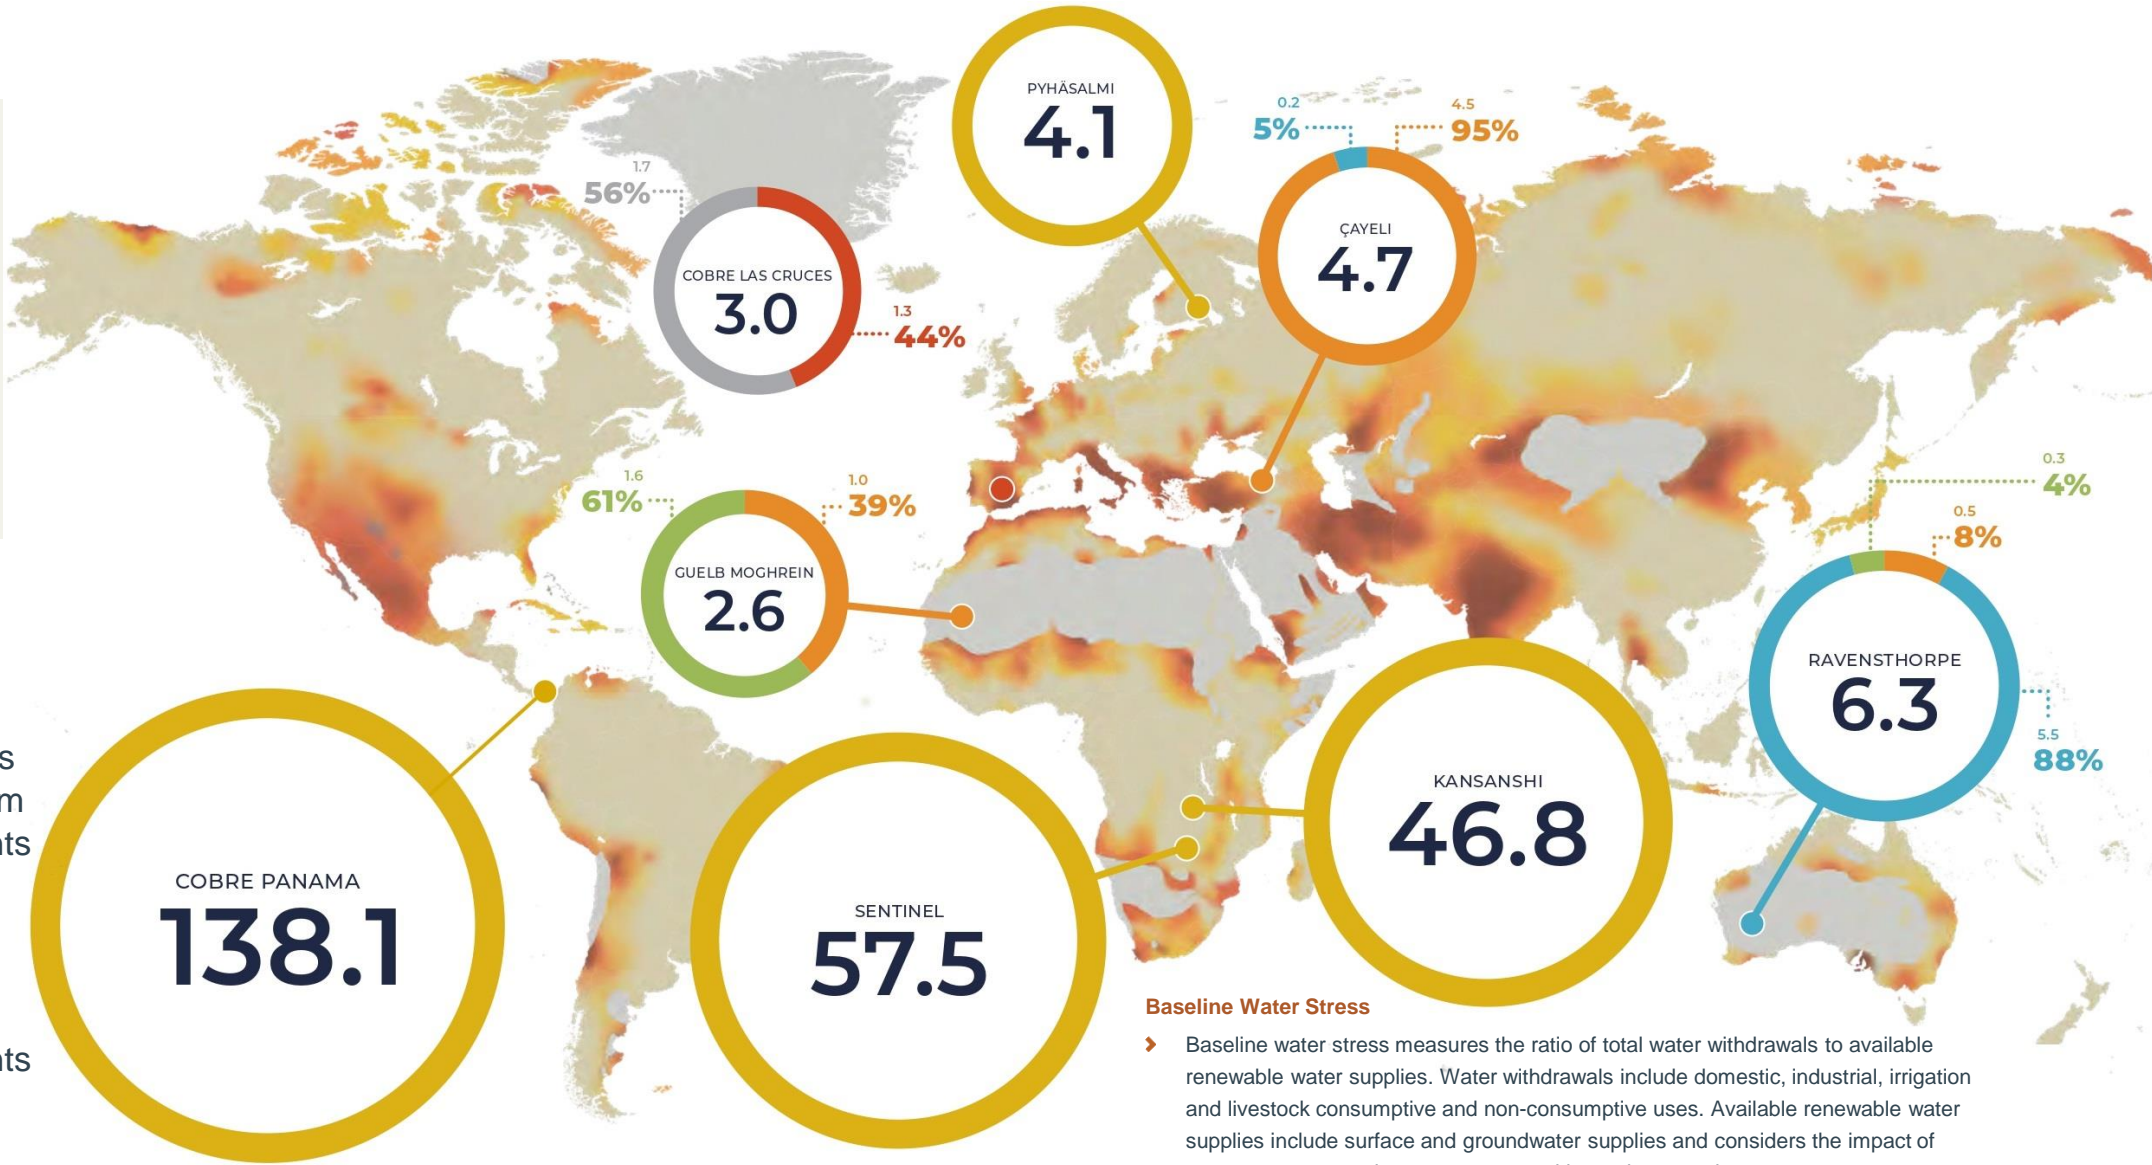 PYHÄSALMI
4.1
0.2
5%
4.5
95%
ÇAYELI
4.7
1.7
56%
COBRE LAS CRUCES
3.0
1.3
44%
1.6
61%
1.0
39%
GUELB MOGHREIN
2.6
0.3
4%
0.5
8%
RAVENSTHORPE
6.3
5.5
88%
KANSANSHI
46.8
COBRE PANAMA
138.1
SENTINEL
57.5
Baseline Water Stress
Baseline water stress measures the ratio of total water withdrawals to available
renewable water supplies. Water withdrawals include domestic, industrial, irrigation
and livestock consumptive and non-consumptive uses. Available renewable water
supplies include surface and groundwater supplies and considers the impact of